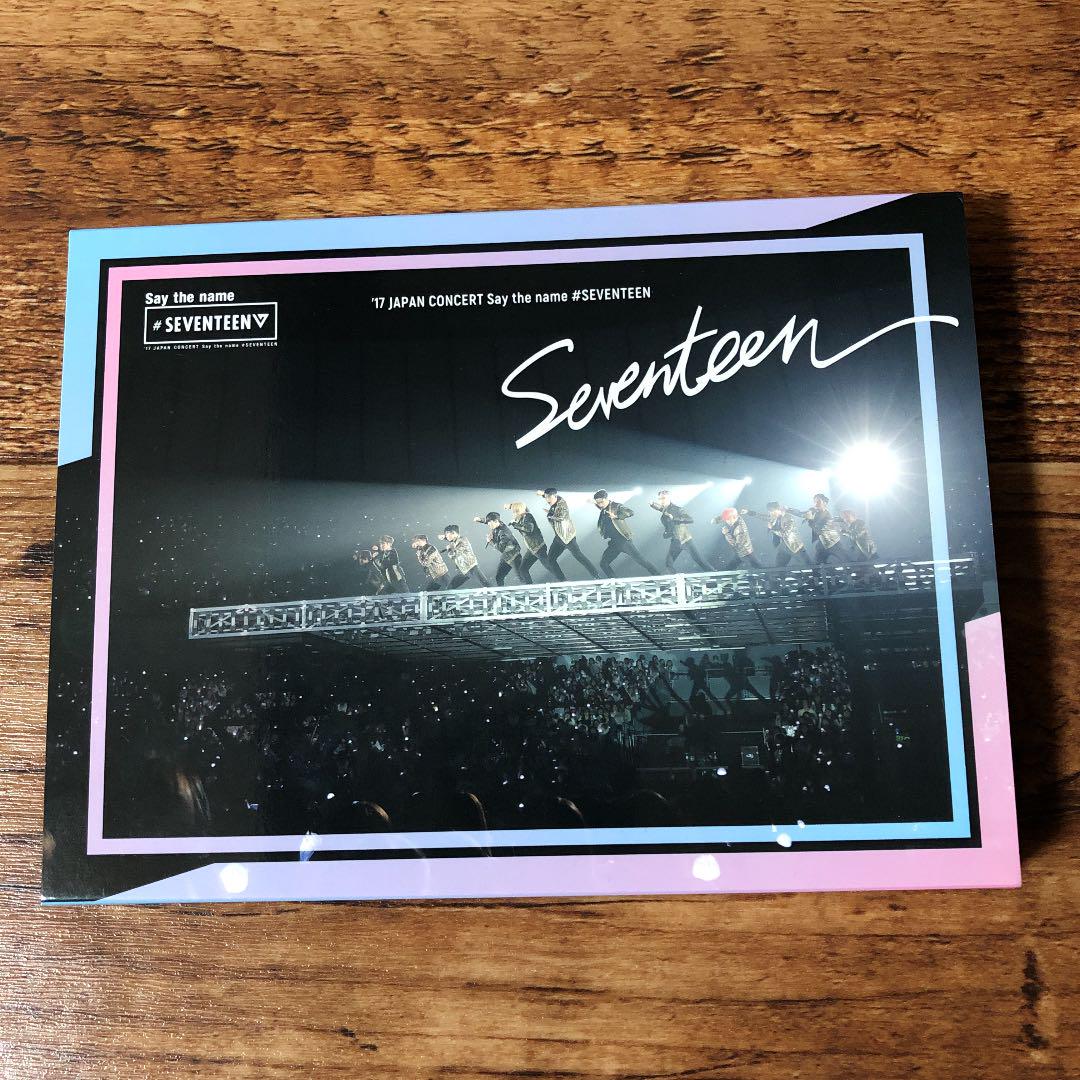 Say the name
# SEVENTEEN
'17 JAPAN CONCERT Say the name #SEVENTEEN
'17 JAPAN CONCERT Say the name #SEVENTEEN
Seventeen